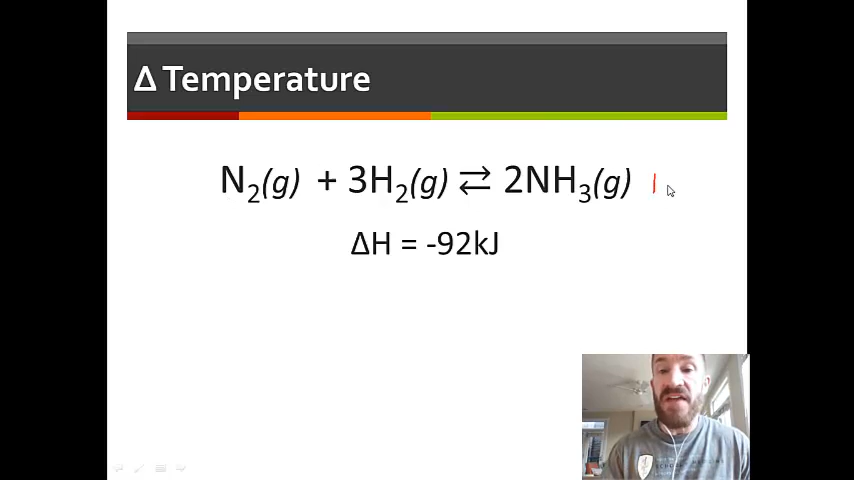 Δ Temperature
N₂(g) + 3H₂(g) ⇄ 2NH₃(g)
ΔH = -92kJ